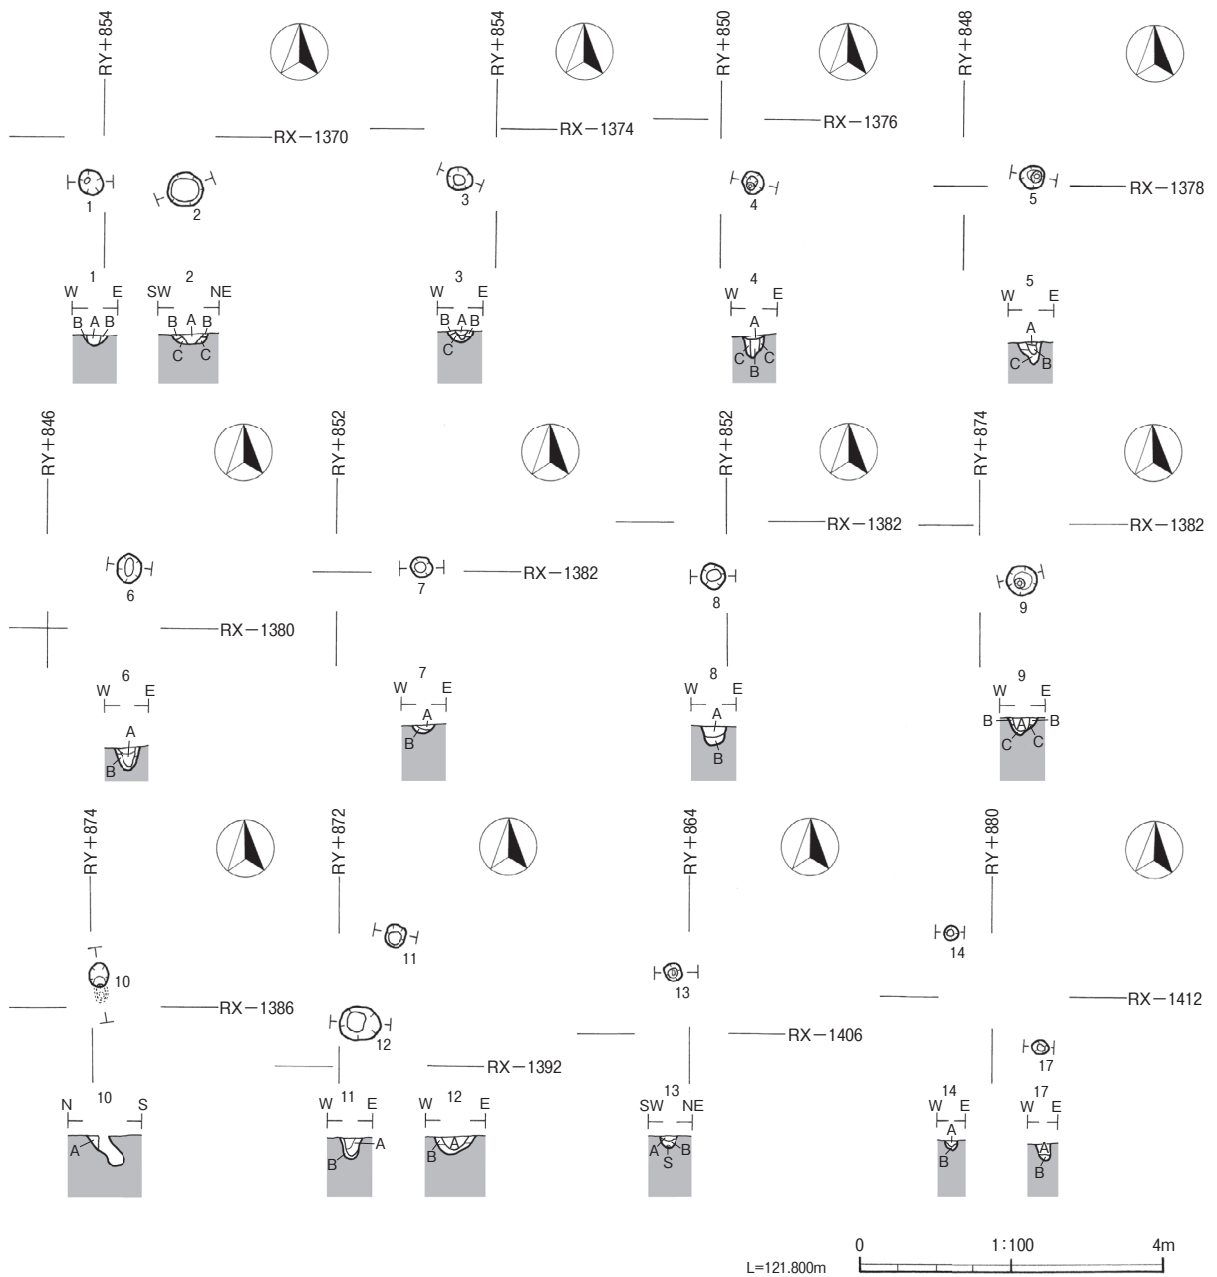 RY+854
RX-1370
1
2
1
2
W E
SW NE
B A B
B A B
C C
RY+854
RX-1374
3
3
W E
B A B
C
RY+850
RX-1376
4
4
W E
A
C C
B
RY+848
RX-1378
5
5
W E
A
C B
RY+846
6
RX-1380
6
W E
A
B
RY+852
RX-1382
7
7
W E
A
B
RY+852
RX-1382
8
8
W E
A
B
RY+874
RX-1382
9
9
W E
B A B
C C
RY+874
10
RX-1386
10
N S
A
RY+872
11
12
RX-1392
11
12
W E
W E
A
B
A
B
RY+864
13
RX-1406
13
SW NE
A B
S
RY+880
14
RX-1412
17
14
17
W E
W E
A
B
A
B
0 1:100 4m
L=121.800m